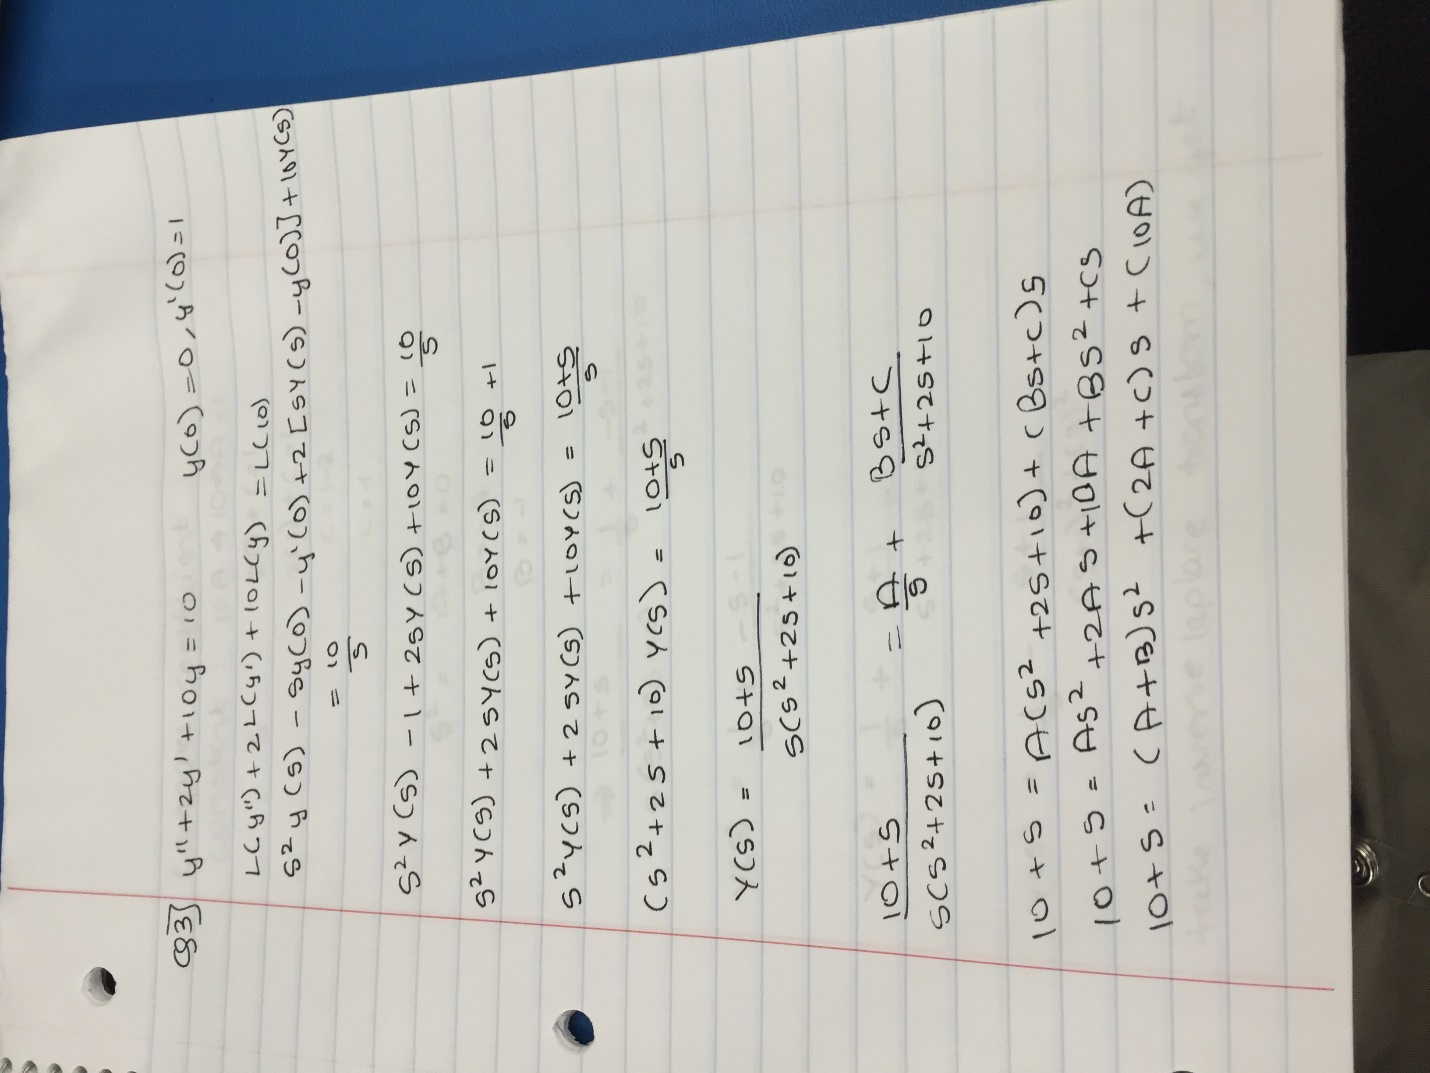 Q3] y''+2y'+10y=10 y(0)=0, y'(0)=1
L(y'')+2L(y')+10L(y) =L(10)
s²y(s) - sy(0) -y'(0)+2[sY(s)-y(0)]+10Y(s)
= 10/s
s²Y(s) -1+2sY(s)+10Y(s)= 10/s
s²Y(s)+2sY(s)+10Y(s) = 10/s +1
s²Y(s)+2sY(s)+10Y(s) = 10+s/s
(s²+2s+10) Y(s) = 10+s/s
Y(s) = 10+s/s(s²+2s+10)
10+s/s(s²+2s+10) = A/s + Bs+C/s²+2s+10
10+s = A(s²+2s+10)+(Bs+C)s
10+s = As²+2As+10A+Bs²+Cs
10+s= (A+B)s² +(2A+C)s+(10A)